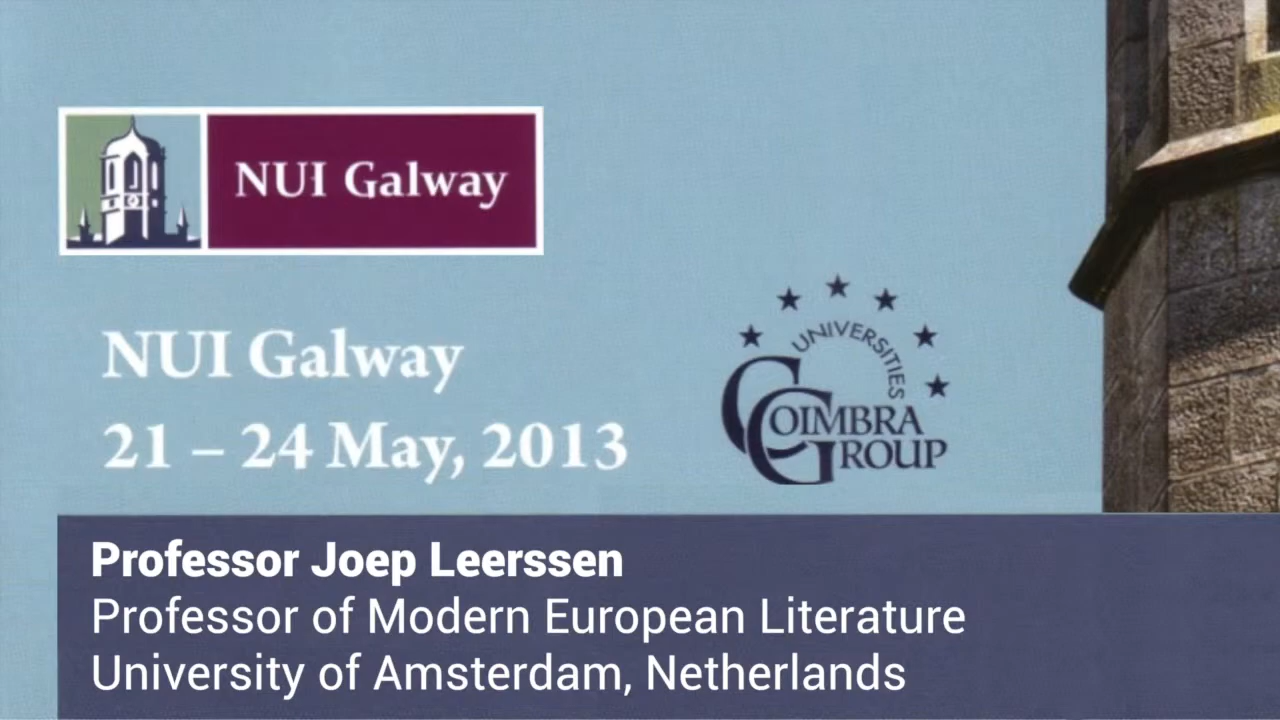 NUI Galway
NUI Galway
21 – 24 May, 2013
UNIVERSITIES
COIMBRA
GROUP
Professor Joep Leerssen
Professor of Modern European Literature
University of Amsterdam, Netherlands